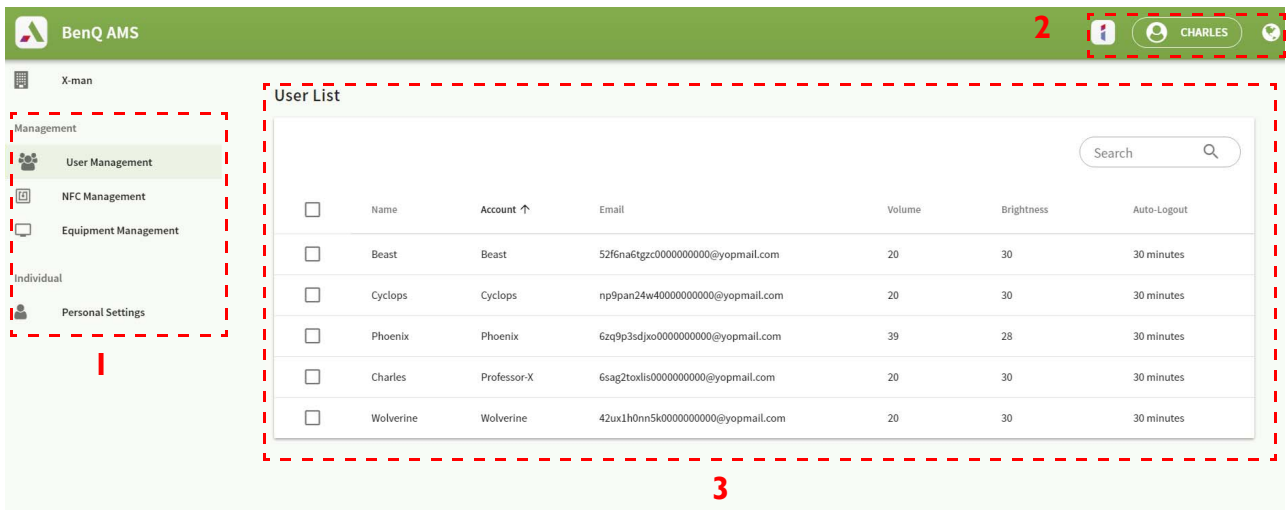 BenQ AMS
2
CHARLES
X-man
Management
User Management
NFC Management
Equipment Management
Individual
Personal Settings
1
User List
Search
Name Account ↑ Email Volume Brightness Auto-Logout
Beast Beast 52f6na6tgzc0000000000@yopmail.com 20 30 30 minutes
Cyclops Cyclops np9pan24w40000000000@yopmail.com 20 30 30 minutes
Phoenix Phoenix 6zq9p3sdjxo0000000000@yopmail.com 39 28 30 minutes
Charles Professor-X 6sag2toxlis0000000000@yopmail.com 20 30 30 minutes
Wolverine Wolverine 42ux1h0nn5k0000000000@yopmail.com 20 30 30 minutes
3